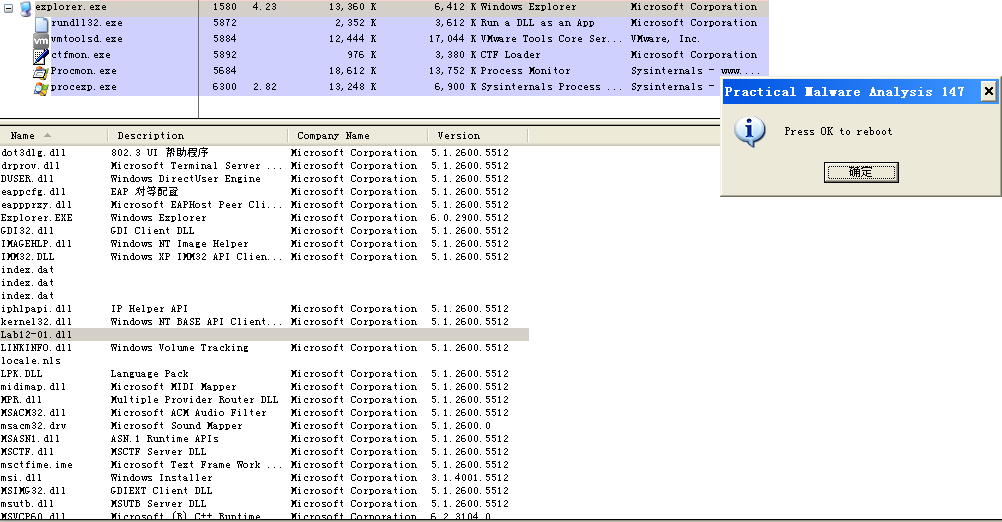 explorer.exe 1580 4.23 13,360 K 6,412 K Windows Explorer Microsoft Corporation
rundll32.exe 5872 2,352 K 3,612 K Run a DLL as an App Microsoft Corporation
vmtoolsd.exe 5884 12,444 K 17,044 K VMware Tools Core Ser... VMware, Inc.
ctfmon.exe 5892 976 K 3,380 K CTF Loader Microsoft Corporation
Procmon.exe 5684 18,612 K 13,752 K Process Monitor Sysinternals - www....
procexp.exe 6300 2.82 13,248 K 6,900 K Sysinternals Process ... Sysinternals - www....
Practical Malware Analysis 147
Press OK to reboot
确定
Name Description Company Name Version
dot3dlg.dll 802.3 UI 帮助程序 Microsoft Corporation 5.1.2600.5512
drprov.dll Microsoft Terminal Server ... Microsoft Corporation 5.1.2600.5512
DUSER.dll Windows DirectUser Engine Microsoft Corporation 5.1.2600.5512
eappcfg.dll EAP 对等配置 Microsoft Corporation 5.1.2600.5512
eappprxy.dll Microsoft EAPHost Peer Cli... Microsoft Corporation 5.1.2600.5512
Explorer.EXE Windows Explorer Microsoft Corporation 6.0.2900.5512
GDI32.dll GDI Client DLL Microsoft Corporation 5.1.2600.5512
IMAGEHLP.dll Windows NT Image Helper Microsoft Corporation 5.1.2600.5512
IMM32.DLL Windows XP IMM32 API Clien... Microsoft Corporation 5.1.2600.5512
index.dat
index.dat
index.dat
iphlpapi.dll IP Helper API Microsoft Corporation 5.1.2600.5512
kernel32.dll Windows NT BASE API Client... Microsoft Corporation 5.1.2600.5512
Lab12-01.dll
LINKINFO.dll Windows Volume Tracking Microsoft Corporation 5.1.2600.5512
locale.nls
LPK.DLL Language Pack Microsoft Corporation 5.1.2600.5512
midimap.dll Microsoft MIDI Mapper Microsoft Corporation 5.1.2600.5512
MPR.dll Multiple Provider Router DLL Microsoft Corporation 5.1.2600.5512
MSACM32.dll Microsoft ACM Audio Filter Microsoft Corporation 5.1.2600.5512
msacm32.drv Microsoft Sound Mapper Microsoft Corporation 5.1.2600.0
MSASN1.dll ASN.1 Runtime APIs Microsoft Corporation 5.1.2600.5512
MSCTF.dll MSCTF Server DLL Microsoft Corporation 5.1.2600.5512
msctfime.ime Microsoft Text Frame Work ... Microsoft Corporation 5.1.2600.5512
msi.dll Windows Installer Microsoft Corporation 3.1.4001.5512
MSIMG32.dll GDIEXT Client DLL Microsoft Corporation 5.1.2600.5512
msutb.dll MSUTB Server DLL Microsoft Corporation 5.1.2600.5512
MSVCP60.dll Microsoft (R) C++ Runtime Microsoft Corporation 6.2.3104.0